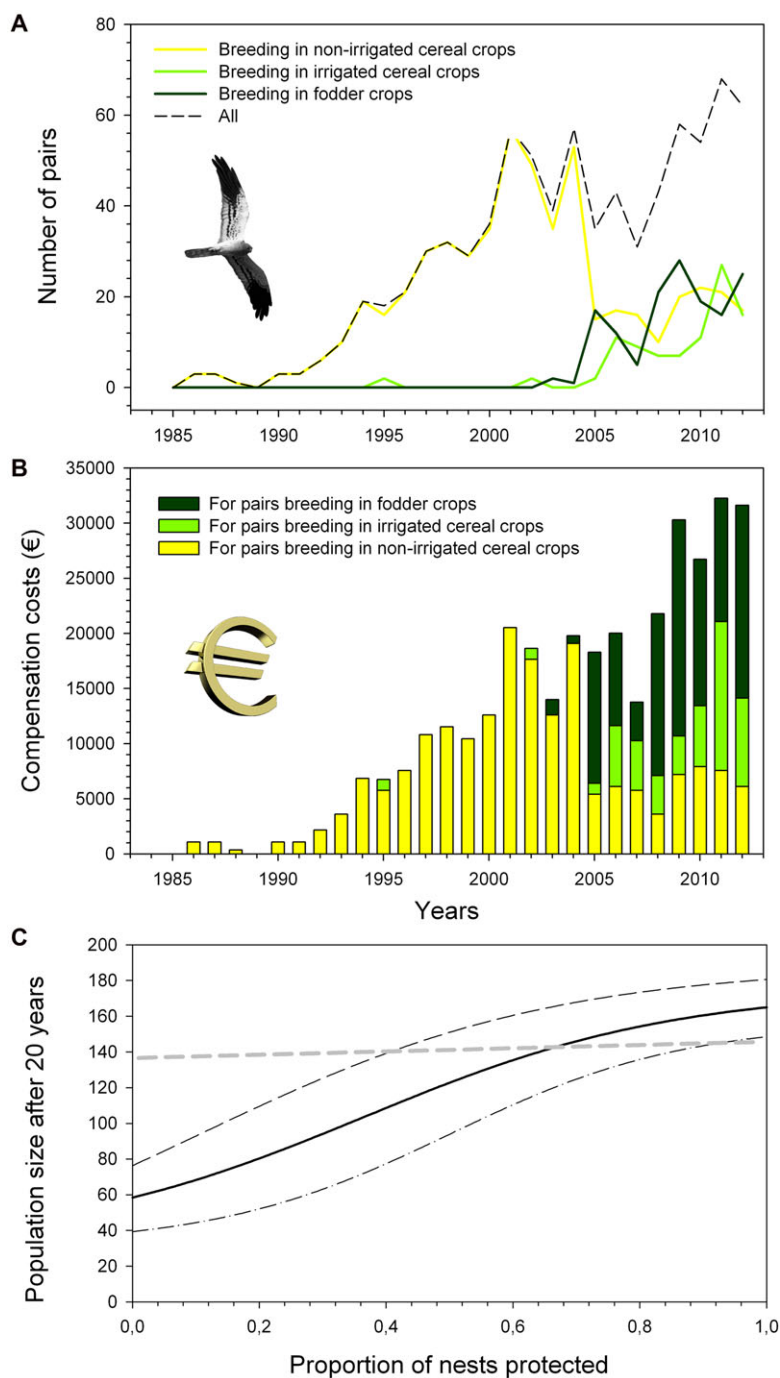 A
80
60
40
20
0
Number of pairs
Breeding in non-irrigated cereal crops
Breeding in irrigated cereal crops
Breeding in fodder crops
All
1985 1990 1995 2000 2005 2010
B
35000
30000
25000
20000
15000
10000
5000
0
Compensation costs (€)
For pairs breeding in fodder crops
For pairs breeding in irrigated cereal crops
For pairs breeding in non-irrigated cereal crops
€
1985 1990 1995 2000 2005 2010
Years
C
200
180
160
140
120
100
80
60
40
20
0
Population size after 20 years
0,0 0,2 0,4 0,6 0,8 1,0
Proportion of nests protected